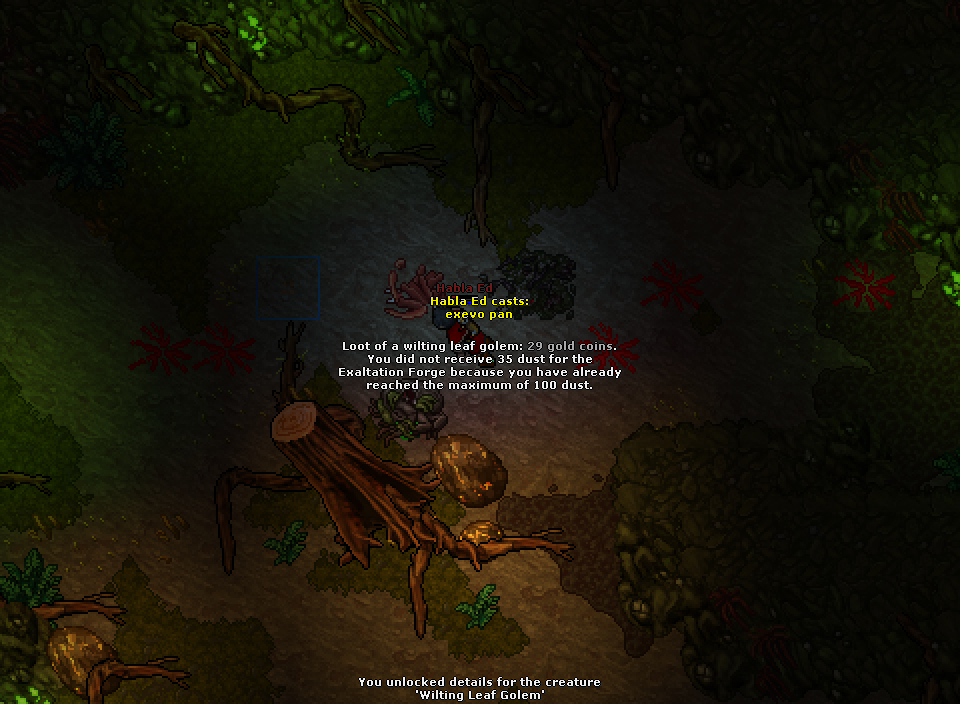 Habla Ed
Habla Ed casts:
exevo pan
Loot of a wilting leaf golem: 29 gold coins.
You did not receive 35 dust for the
Exaltation Forge because you have already
reached the maximum of 100 dust.
You unlocked details for the creature
'Wilting Leaf Golem'